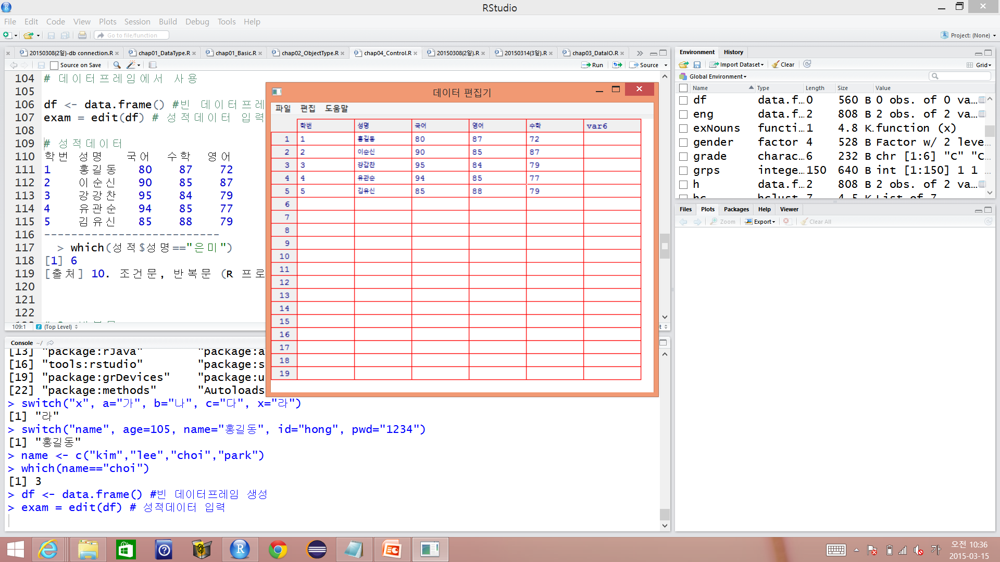 RStudio
File Edit Code View Plots Session Build Debug Tools Help
Go to file/function
Project: (None)
20150308(2일)-db connection.R
chap01_DataType.R
chap01_Basic.R
chap02_ObjectType.R
chap04_Control.R
20150308(2일).R
20150314(3일).R
chap03_DataIO.R
Source on Save
Run
Source
104 # 데이터프레임에서 사용
105
106 df <- data.frame() #빈 데이터프레
107 exam = edit(df) # 성적데이터 입력
108
109 # 성적데이터
110 학번 성명 국어 수학 영어
111 1 홍길동 80 87 72
112 2 이순신 90 85 87
113 3 강강찬 95 84 79
114 4 유관순 94 85 77
115 5 김유신 85 88 79
116 --------------------------
117 > which(성적$성명=="은미")
118 [1] 6
119 [출처] 10. 조건문, 반복문 (R 프로
120
121
122
109:1 (Top Level)
데이터 편집기
파일 편집 도움말
학번 성명 국어 영어 수학 var6
1 1 홍길동 80 87 72
2 2 이순신 90 85 87
3 3 강감찬 95 84 79
4 4 유관순 94 85 77
5 5 김유신 85 88 79
6
7
8
9
10
11
12
13
14
15
16
17
18
19
Console ~/
[13] "package:rJava" "package:a
[16] "tools:rstudio" "package:s
[19] "package:grDevices" "package:u
[22] "package:methods" "Autoloads
> switch("x", a="가", b="나", c="다", x="라")
[1] "라"
> switch("name", age=105, name="홍길동", id="hong", pwd="1234")
[1] "홍길동"
> name <- c("kim","lee","choi","park")
> which(name=="choi")
[1] 3
> df <- data.frame() #빈 데이터프레임 생성
> exam = edit(df) # 성적데이터 입력
Environment History
Import Dataset Clear Grid
Global Environment
Name Type Length Size Value
df data.f… 0 560 B 0 obs. of 0 va…
eng data.f… 2 808 B 2 obs. of 2 va…
exNouns functi… 1 4.8 K… function (x)
gender factor 4 528 B Factor w/ 2 leve…
grade charac… 6 232 B chr [1:6] "C" "C…
grps intege… 150 640 B int [1:150] 1 1 …
h data.f… 2 808 B 2 obs. of 2 va…
hc hclust 7 4.5 K List of 7
Files Plots Packages Help Viewer
Zoom Export Clear All
가
오전 10:36
2015-03-15